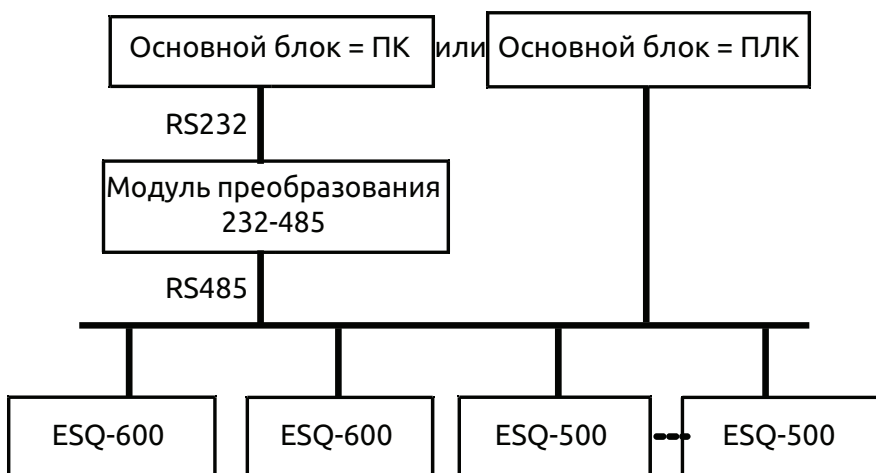 Основной блок = ПК или Основной блок = ПЛК
RS232
Модуль преобразования
232-485
RS485
ESQ-600 ESQ-600 ESQ-500 ESQ-500